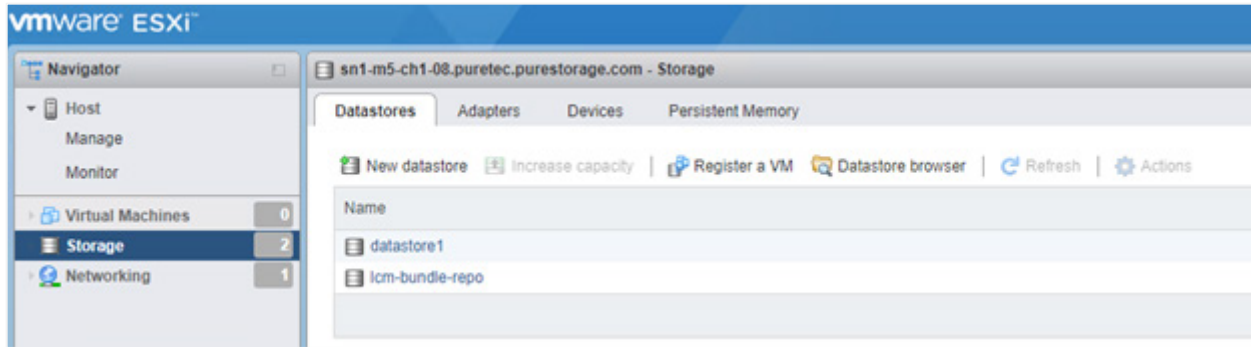 vmware ESXi™
Navigator
Host
Manage
Monitor
Virtual Machines 0
Storage 2
Networking 1
sn1-m5-ch1-08.puretec.purestorage.com - Storage
Datastores Adapters Devices Persistent Memory
New datastore Increase capacity | Register a VM Datastore browser | Refresh | Actions
Name
datastore1
lcm-bundle-repo